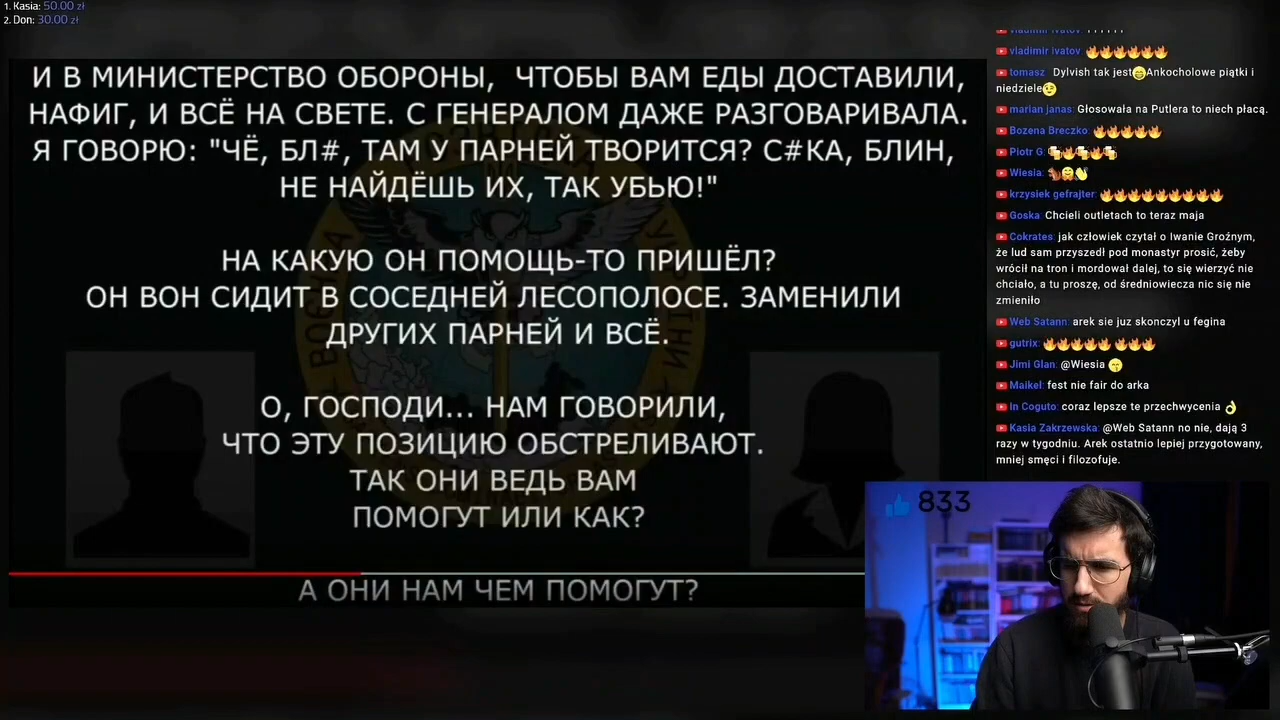 1. Kasia: 50.00 zł
2. Don: 30.00 zł
И В МИНИСТЕРСТВО ОБОРОНЫ, ЧТОБЫ ВАМ ЕДЫ ДОСТАВИЛИ,
НАФИГ, И ВСЁ НА СВЕТЕ. С ГЕНЕРАЛОМ ДАЖЕ РАЗГОВАРИВАЛА.
Я ГОВОРЮ: "ЧЁ, БЛ#, ТАМ У ПАРНЕЙ ТВОРИТСЯ? С#КА, БЛИН,
НЕ НАЙДЁШЬ ИХ, ТАК УБЬЮ!"
НА КАКУЮ ОН ПОМОЩЬ-ТО ПРИШЁЛ?
ОН ВОН СИДИТ В СОСЕДНЕЙ ЛЕСОПОЛОСЕ. ЗАМЕНИЛИ
ДРУГИХ ПАРНЕЙ И ВСЁ.
О, ГОСПОДИ... НАМ ГОВОРИЛИ,
ЧТО ЭТУ ПОЗИЦИЮ ОБСТРЕЛИВАЮТ.
ТАК ОНИ ВЕДЬ ВАМ
ПОМОГУТ ИЛИ КАК?
А ОНИ НАМ ЧЕМ ПОМОГУТ?
vladimir ivatov: 🔥🔥🔥🔥🔥🔥
tomasz: Dylvish tak jest Ankocholowe piątki i
niedziele
marian janas: Głosowała na Putlera to niech płacą.
Bozena Breczko: 🔥🔥🔥🔥🔥
Piotr G:
Wiesia:
krzysiek gefrajter: 🔥🔥🔥🔥🔥🔥🔥🔥🔥
Goska: Chcieli outletach to teraz maja
Cokrates: jak człowiek czytał o Iwanie Groźnym,
że lud sam przyszedł pod monastyr prosić, żeby
wrócił na tron i mordował dalej, to się wierzyć nie
chciało, a tu proszę, od średniowiecza nic się nie
zmieniło
Web Satann: arek sie juz skonczyl u fegina
gutrix: 🔥🔥🔥🔥🔥 🔥🔥🔥
Jimi Glan: @Wiesia
Maikel: fest nie fair do arka
In Coguto: coraz lepsze te przechwycenia 👌
Kasia Zakrzewska: @Web Satann no nie, dają 3
razy w tygodniu. Arek ostatnio lepiej przygotowany,
mniej smęci i filozofuje.
833